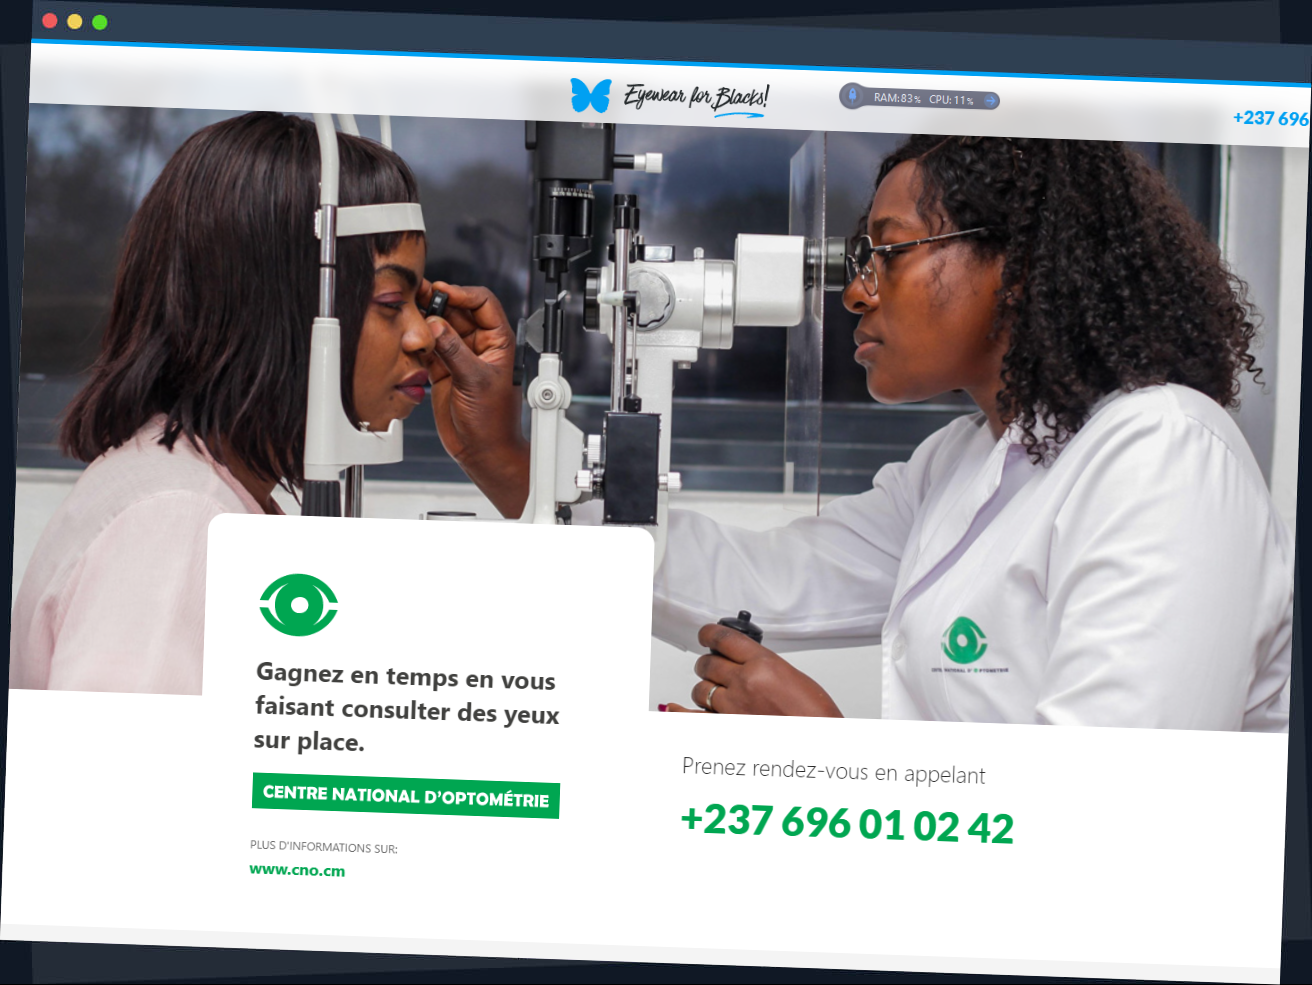 Eyewear for Blacks!
RAM: 83% CPU: 11%
+237 696
Gagnez en temps en vous
faisant consulter des yeux
sur place.
CENTRE NATIONAL D'OPTOMÉTRIE
PLUS D'INFORMATIONS SUR:
www.cno.cm
Prenez rendez-vous en appelant
+237 696 01 02 42